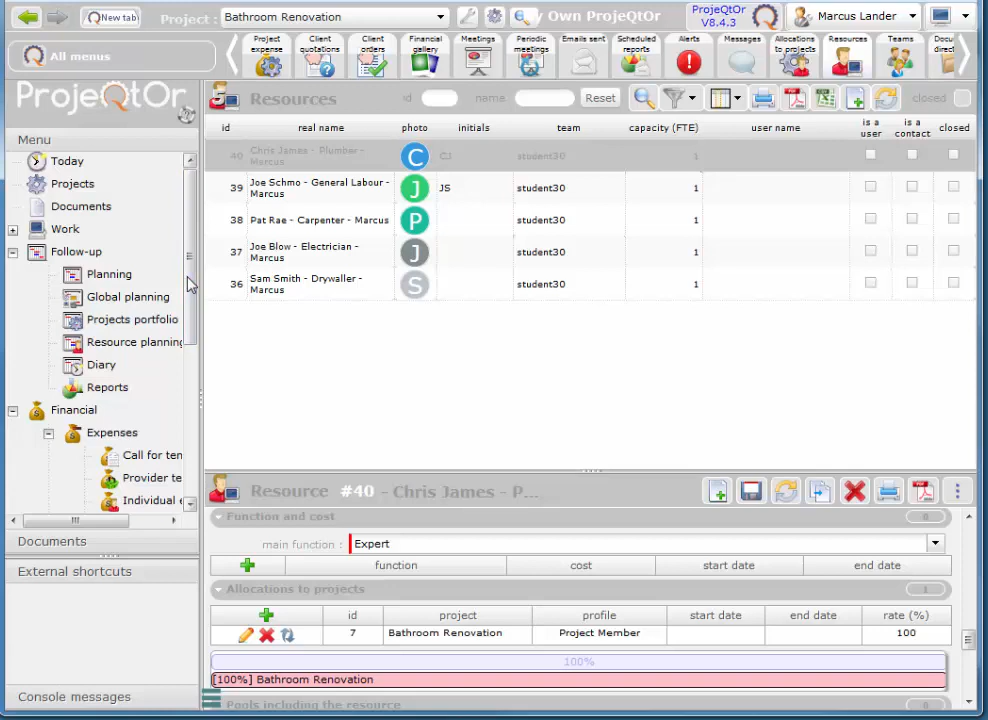 New tab
Project :
Bathroom Renovation
y Own ProjeQtOr
ProjeQtOr
V8.4.3
Marcus Lander
All menus
Project
expense
Client
quotations
Client
orders
Financial
gallery
Meetings
Periodic
meetings
Emails sent
Scheduled
reports
Alerts
Messages
Allocations
to projects
Resources
Teams
Docu
direct
ProjeQtOr
Resources
id
name
Reset
closed
Menu
id
real name
photo
initials
team
capacity (FTE)
user name
is a
user
is a
contact
closed
Today
Projects
Documents
Work
Follow-up
Planning
Global planning
Projects portfolio
Resource planning
Diary
Reports
Financial
Expenses
Call for ten
Provider te
Individual e
Documents
External shortcuts
Console messages
40
Chris James - Plumber -
Marcus
C
CJ
student30
1
39
Joe Schmo - General Labour -
Marcus
J
JS
student30
1
38
Pat Rae - Carpenter - Marcus
P
student30
1
37
Joe Blow - Electrician -
Marcus
J
student30
1
36
Sam Smith - Drywaller -
Marcus
S
student30
1
Resource #40 - Chris James - P...
Function and cost
0
main function :
Expert
function
cost
start date
end date
Allocations to projects
1
id
project
profile
start date
end date
rate (%)
7
Bathroom Renovation
Project Member
100
100%
[100%] Bathroom Renovation
Pools including the resource
0